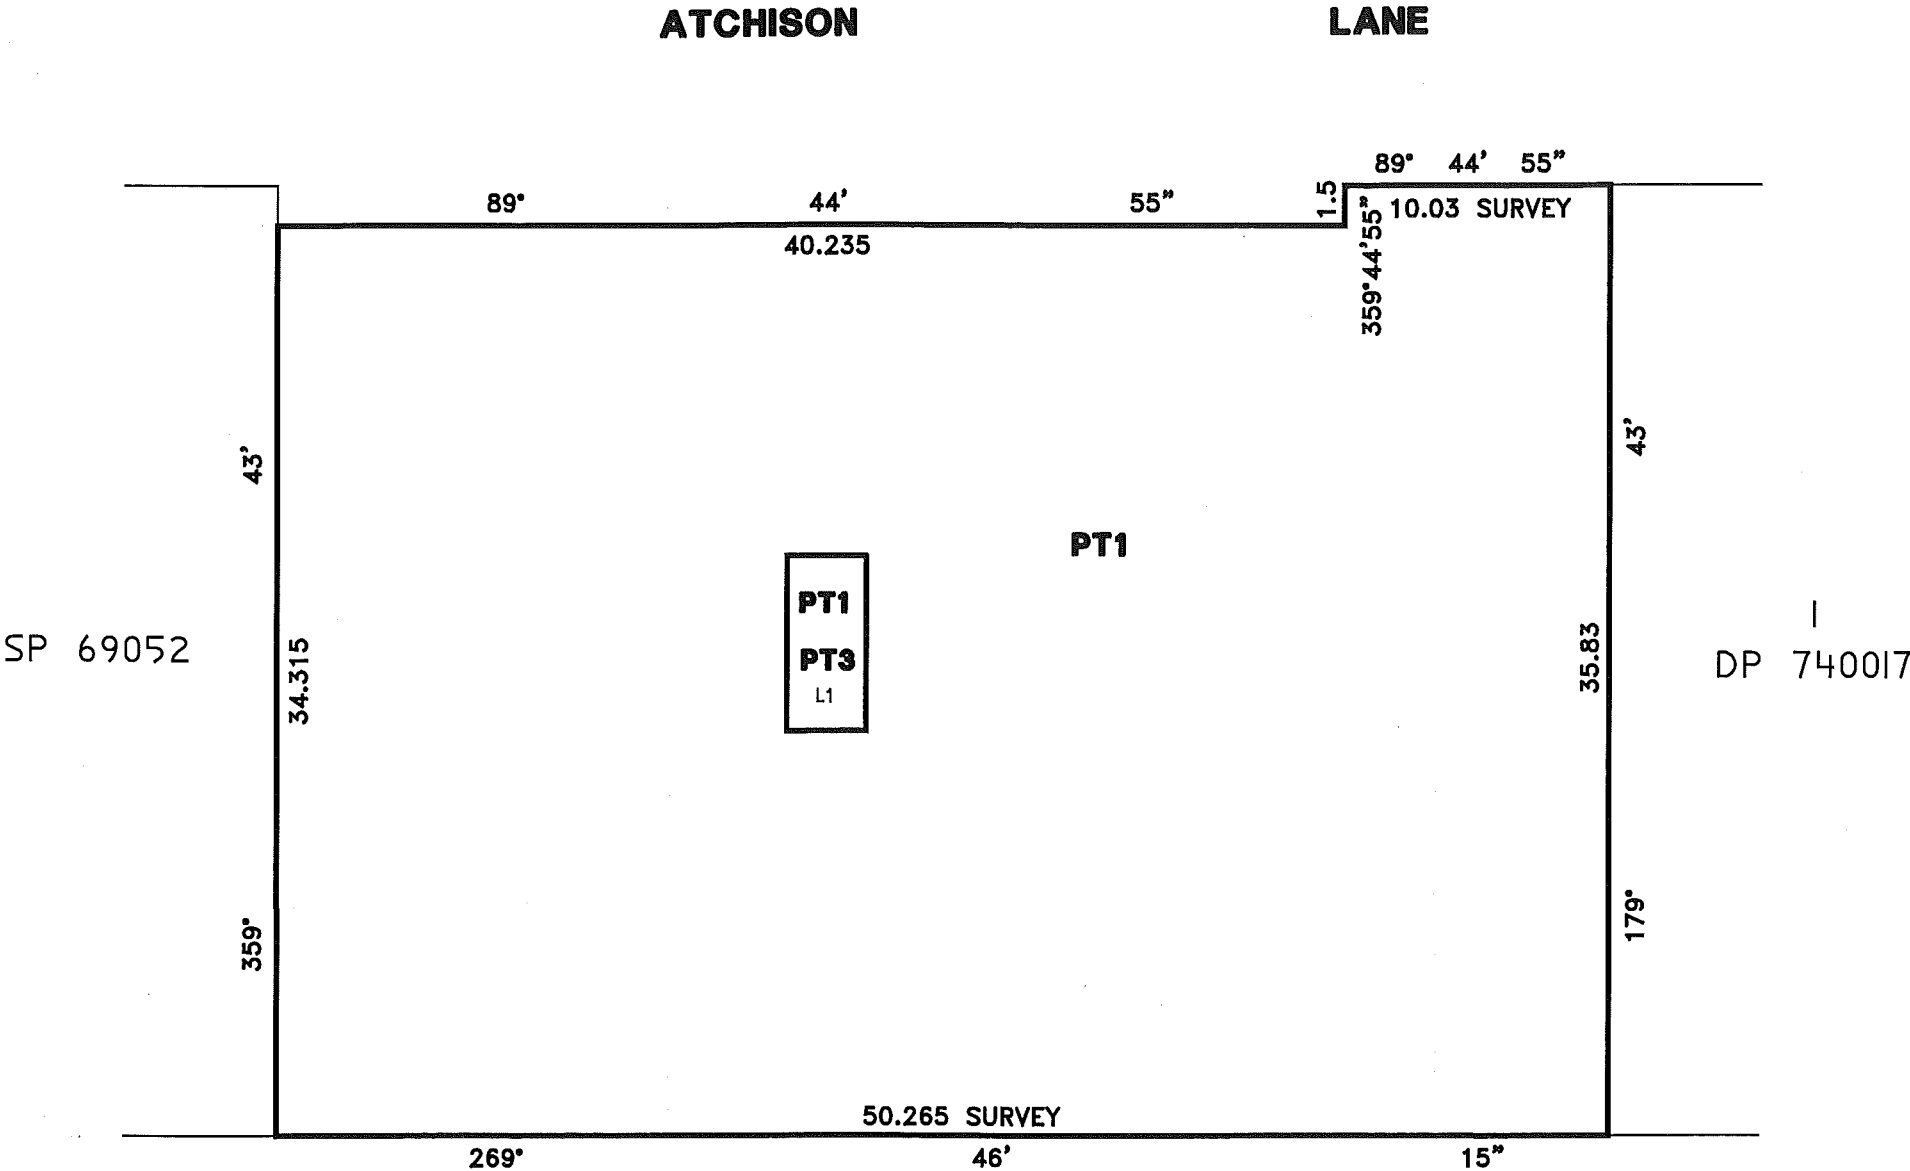 ATCHISON LANE
89° 44' 55"
89° 44' 55"
1.5
10.03 SURVEY
40.235
359°44'55"
43'
43'
PT1
PT1
PT3
L1
SP 69052
34.315
35.83
1
DP 740017
359°
179°
50.265 SURVEY
269° 46' 15"